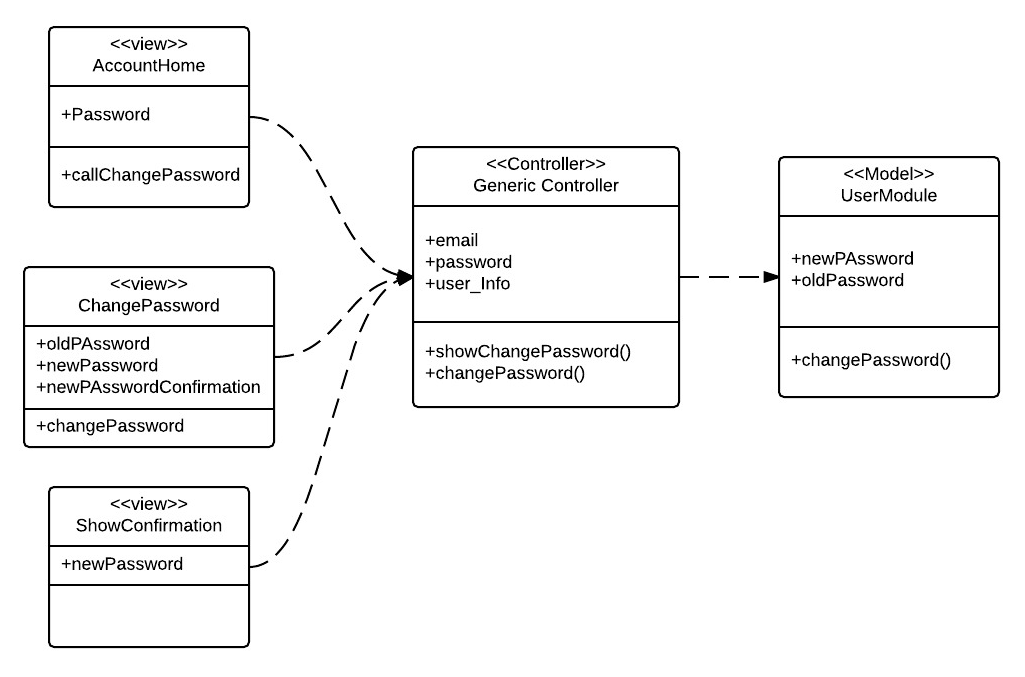 <<view>>
AccountHome
+Password
+callChangePassword
<<view>>
ChangePassword
+oldPAssword
+newPassword
+newPAsswordConfirmation
+changePassword
<<view>>
ShowConfirmation
+newPassword
<<Controller>>
Generic Controller
+email
+password
+user_Info
+showChangePassword()
+changePassword()
<<Model>>
UserModule
+newPAssword
+oldPassword
+changePassword()